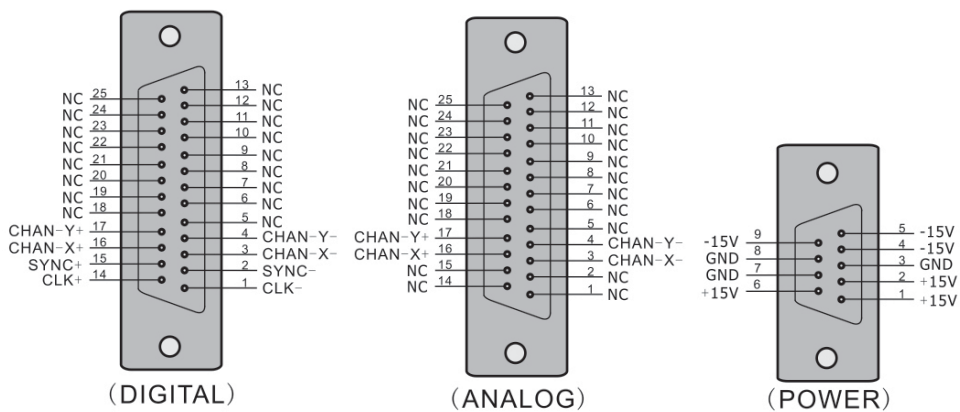 25 NC
24 NC
23 NC
22 NC
21 NC
20 NC
19 NC
18 NC
17 CHAN-Y+
16 CHAN-X+
15 SYNC+
14 CLK+
13 NC
12 NC
11 NC
10 NC
9 NC
8 NC
7 NC
6 NC
5 NC
4 CHAN-Y-
3 CHAN-X-
2 SYNC-
1 CLK-
(DIGITAL)
25 NC
24 NC
23 NC
22 NC
21 NC
20 NC
19 NC
18 NC
17 CHAN-Y+
16 CHAN-X+
15 NC
14 NC
13 NC
12 NC
11 NC
10 NC
9 NC
8 NC
7 NC
6 NC
5 NC
4 CHAN-Y-
3 CHAN-X-
2 NC
1 NC
(ANALOG)
9 -15V
8 GND
7 GND
6 +15V
5 -15V
4 -15V
3 GND
2 +15V
1 +15V
(POWER)